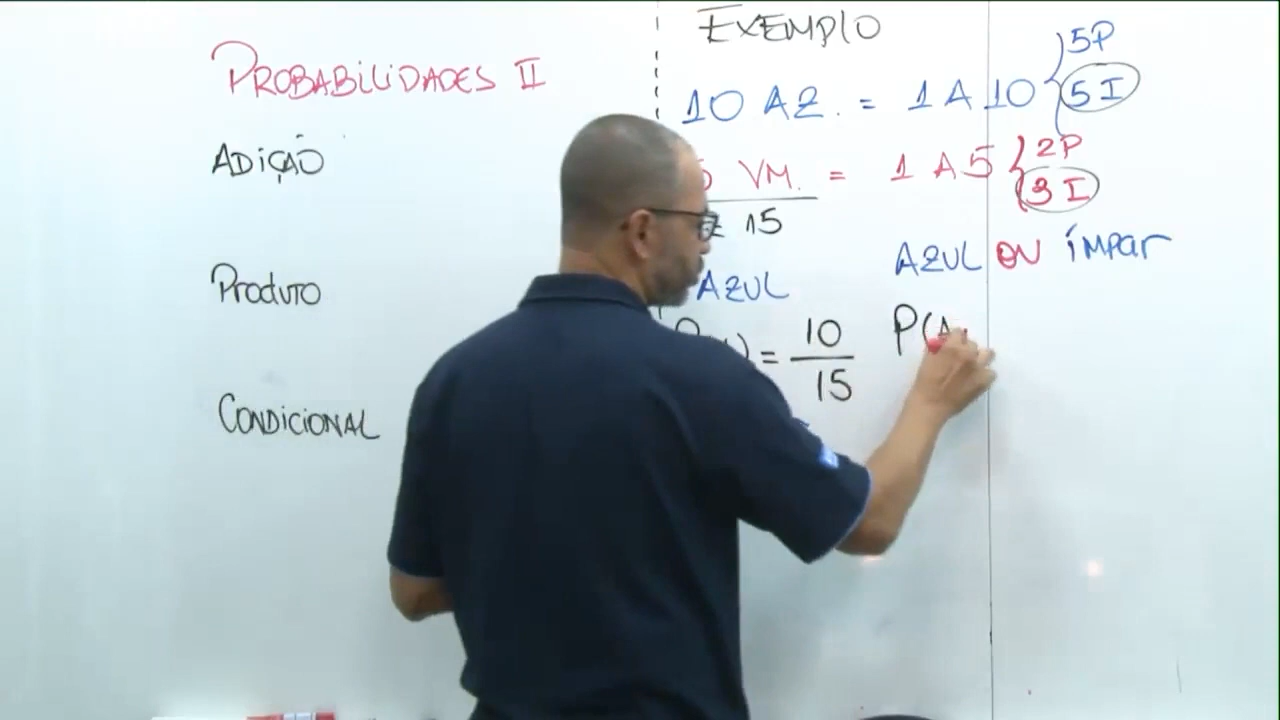 PROBABILIDADES II
ADIÇÃO
PRODUTO
CONDICIONAL
EXEMPLO
10 AZ. = 1 A 10 { 5P
5 I
5 VM. = 1 A 5 { 2P
3 I
15
AZUL
= 10
15
AZUL OU ÍMPAR
P(A